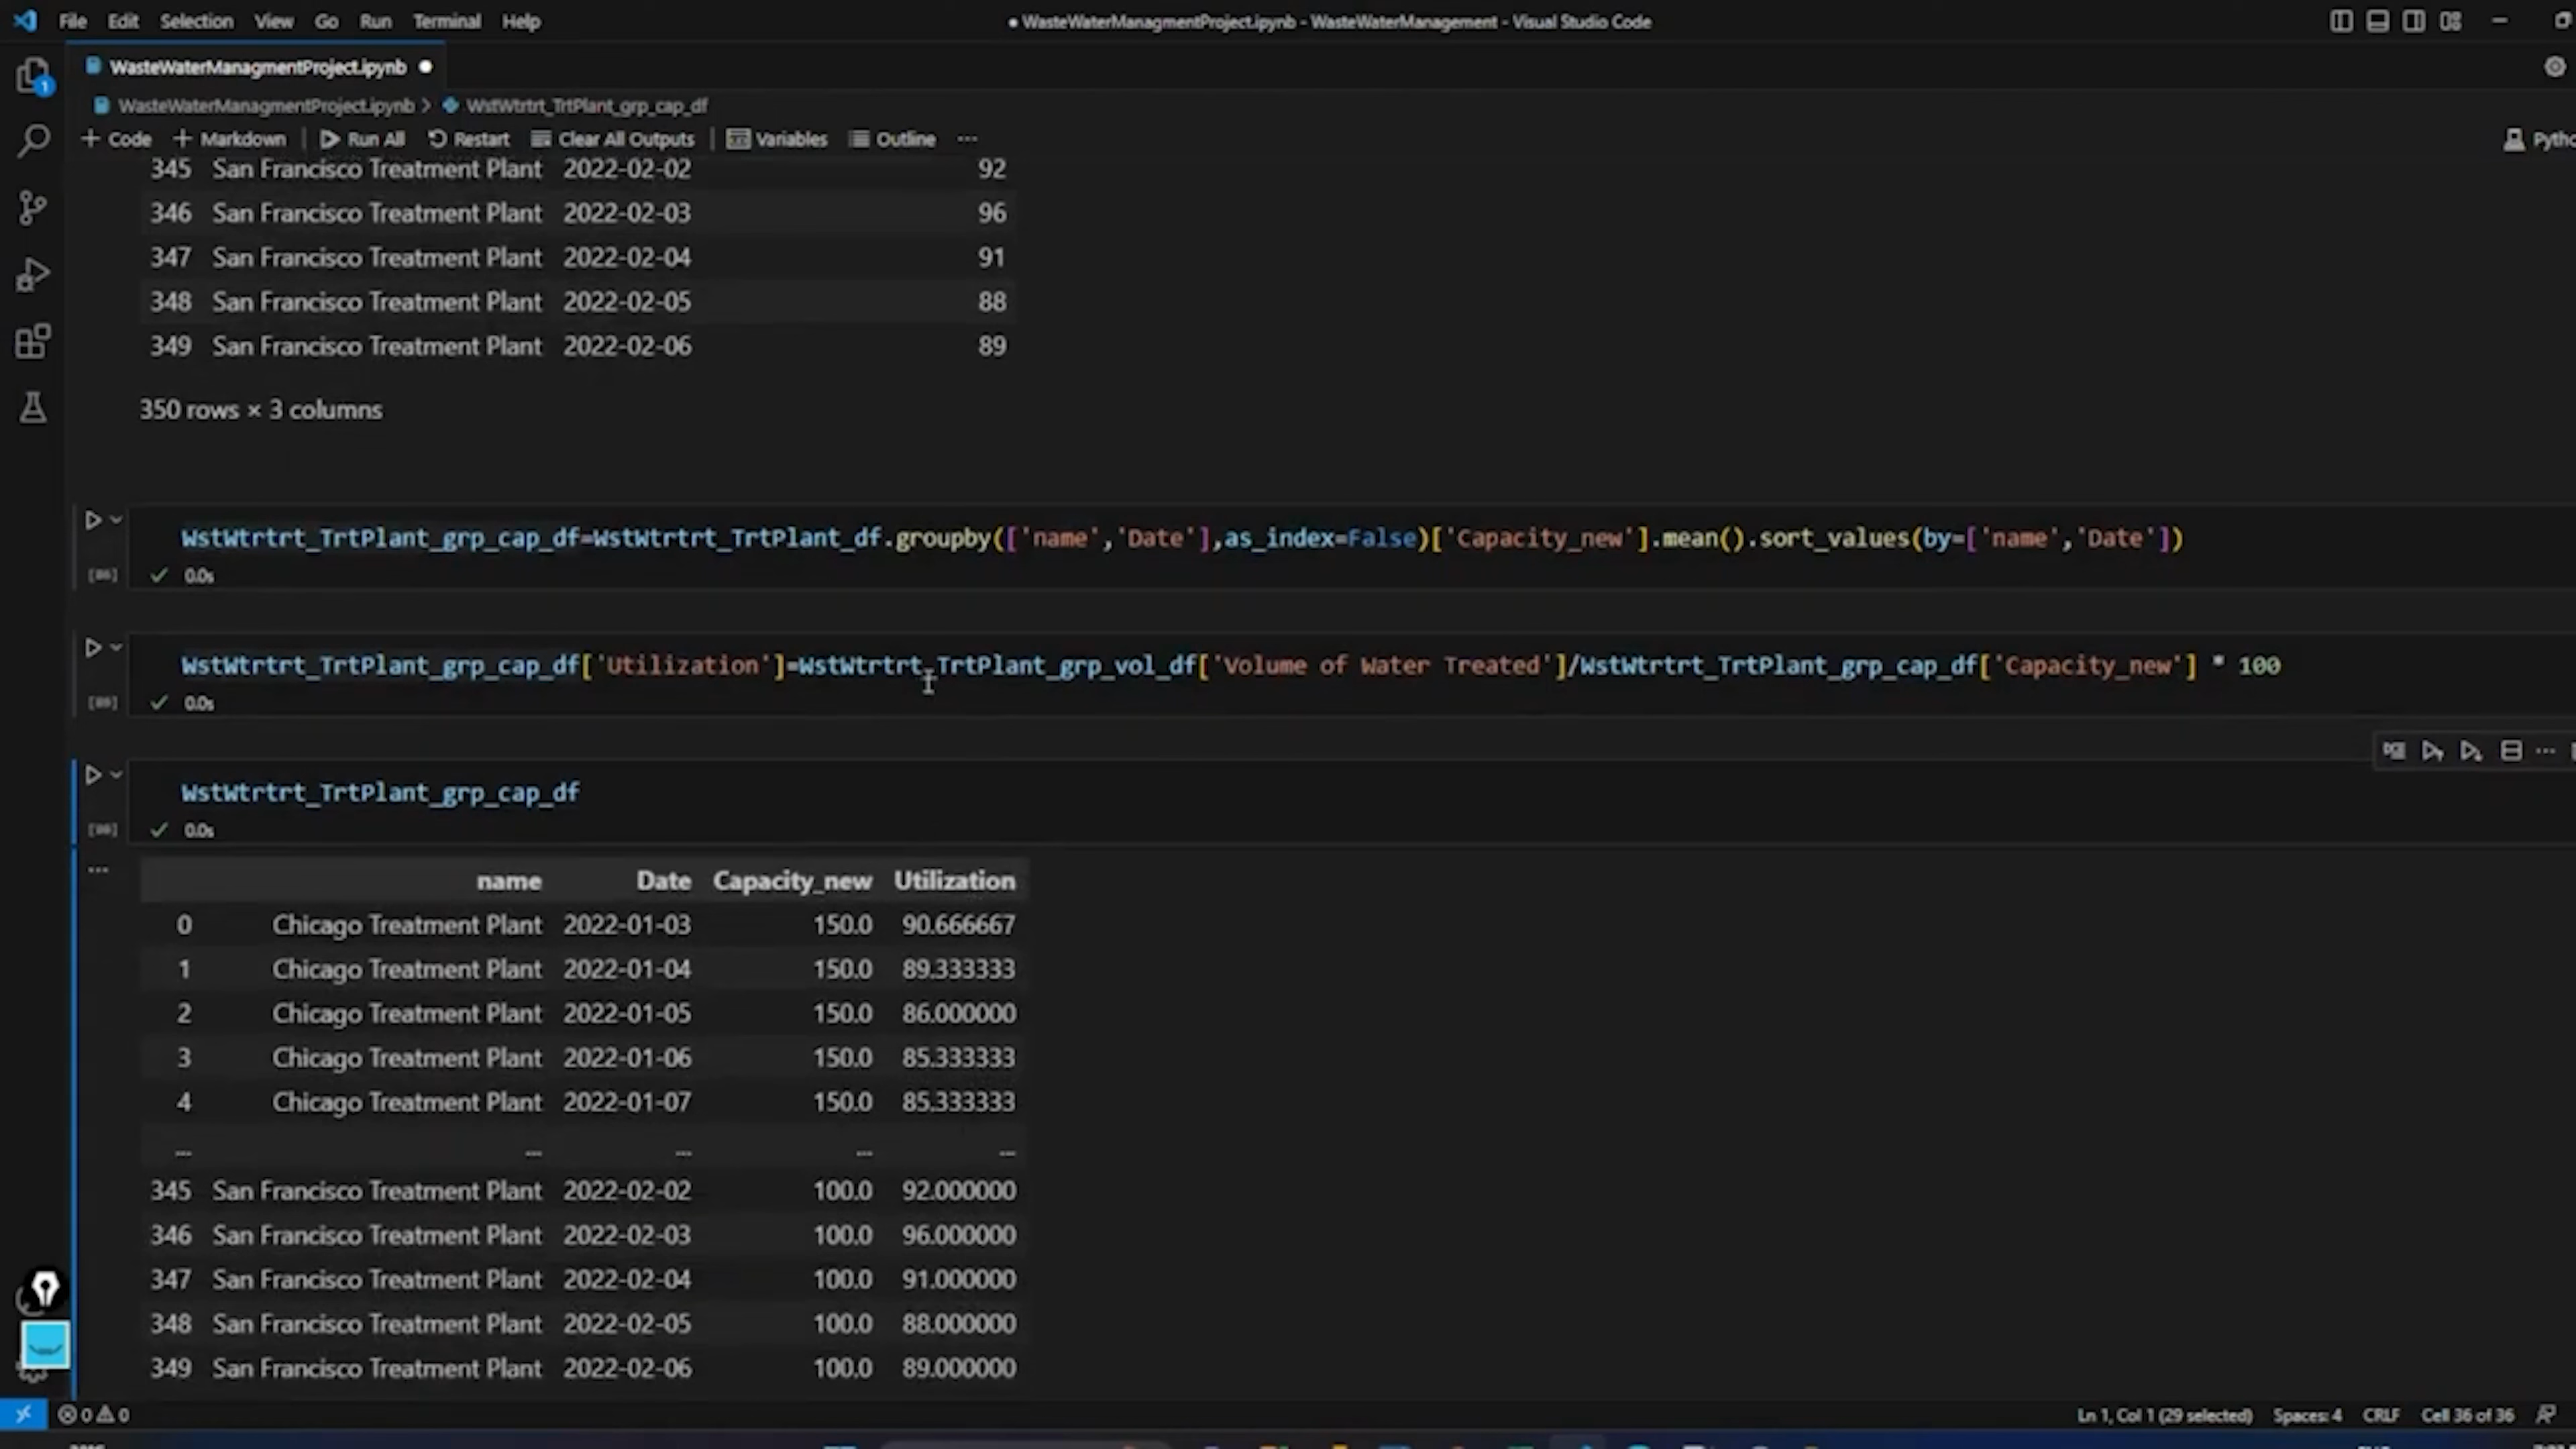 File Edit Selection View Go Run Terminal Help
● WasteWaterManagmentProject.ipynb - WasteWaterManagement - Visual Studio Code
WasteWaterManagmentProject.ipynb ●
WasteWaterManagmentProject.ipynb > WstWtrtrt_TrtPlant_grp_cap_df
+ Code + Markdown | Run All Restart Clear All Outputs | Variables Outline ...
1
345 San Francisco Treatment Plant 2022-02-02 92
346 San Francisco Treatment Plant 2022-02-03 96
347 San Francisco Treatment Plant 2022-02-04 91
348 San Francisco Treatment Plant 2022-02-05 88
349 San Francisco Treatment Plant 2022-02-06 89
350 rows × 3 columns
WstWtrtrt_TrtPlant_grp_cap_df=WstWtrtrt_TrtPlant_df.groupby(['name','Date'],as_index=False)['Capacity_new'].mean().sort_values(by=['name','Date'])
0.0s
WstWtrtrt_TrtPlant_grp_cap_df['Utilization']=WstWtrtrt_TrtPlant_grp_vol_df['Volume of Water Treated']/WstWtrtrt_TrtPlant_grp_cap_df['Capacity_new'] * 100
0.0s
WstWtrtrt_TrtPlant_grp_cap_df
0.0s
name Date Capacity_new Utilization
0 Chicago Treatment Plant 2022-01-03 150.0 90.666667
1 Chicago Treatment Plant 2022-01-04 150.0 89.333333
2 Chicago Treatment Plant 2022-01-05 150.0 86.000000
3 Chicago Treatment Plant 2022-01-06 150.0 85.333333
4 Chicago Treatment Plant 2022-01-07 150.0 85.333333
... ... ... ... ...
345 San Francisco Treatment Plant 2022-02-02 100.0 92.000000
346 San Francisco Treatment Plant 2022-02-03 100.0 96.000000
347 San Francisco Treatment Plant 2022-02-04 100.0 91.000000
348 San Francisco Treatment Plant 2022-02-05 100.0 88.000000
349 San Francisco Treatment Plant 2022-02-06 100.0 89.000000
0 0
Ln 1, Col 1 (29 selected) Spaces: 4 CRLF Cell 36 of 36